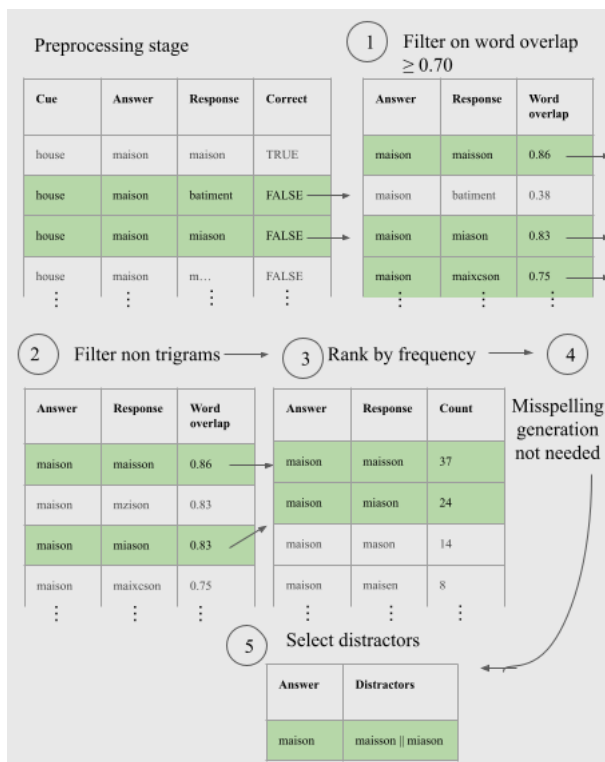 Preprocessing stage
Cue Answer Response Correct
house maison maison TRUE
house maison batiment FALSE
house maison miason FALSE
house maison m... FALSE
1 Filter on word overlap
≥ 0.70
Answer Response Word
overlap
maison maisson 0.86
maison batiment 0.38
maison miason 0.83
maison maixcson 0.75
2 Filter non trigrams
Answer Response Word
overlap
maison maisson 0.86
maison mzison 0.83
maison miason 0.83
maison maixcson 0.75
3 Rank by frequency
Answer Response Count
maison maisson 37
maison miason 24
maison mason 14
maison maisen 8
4
Misspelling
generation
not needed
5 Select distractors
Answer Distractors
maison maisson || miason